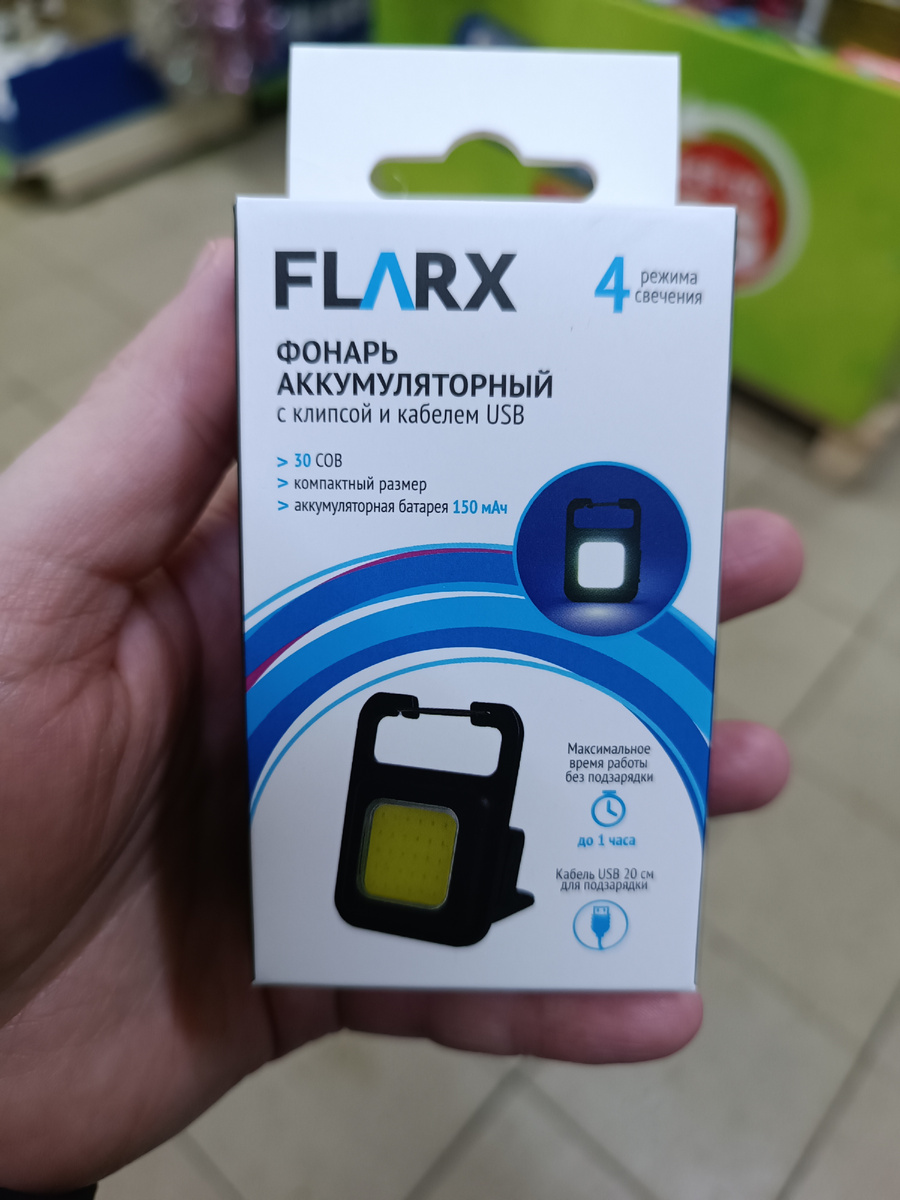 FLARX
4 режима
свечения
ФОНАРЬ
АККУМУЛЯТОРНЫЙ
с клипсой и кабелем USB
> 30 COB
> компактный размер
> аккумуляторная батарея 150 мАч
Максимальное
время работы
без подзарядки
до 1 часа
Кабель USB 20 см
для подзарядки